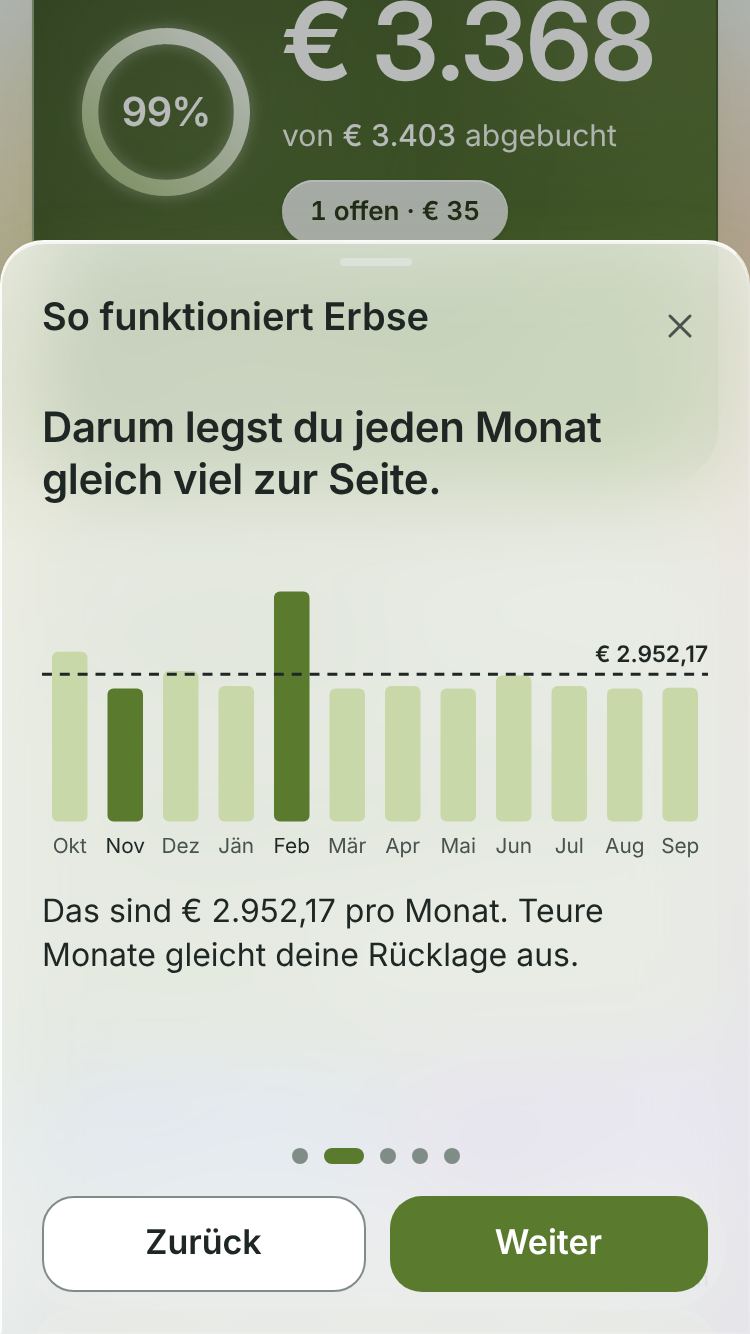 € 3.368
99%
von € 3.403 abgebucht
1 offen · € 35
So funktioniert Erbse
Darum legst du jeden Monat
gleich viel zur Seite.
€ 2.952,17
Okt Nov Dez Jän Feb Mär Apr Mai Jun Jul Aug Sep
Das sind € 2.952,17 pro Monat. Teure
Monate gleicht deine Rücklage aus.
Zurück Weiter